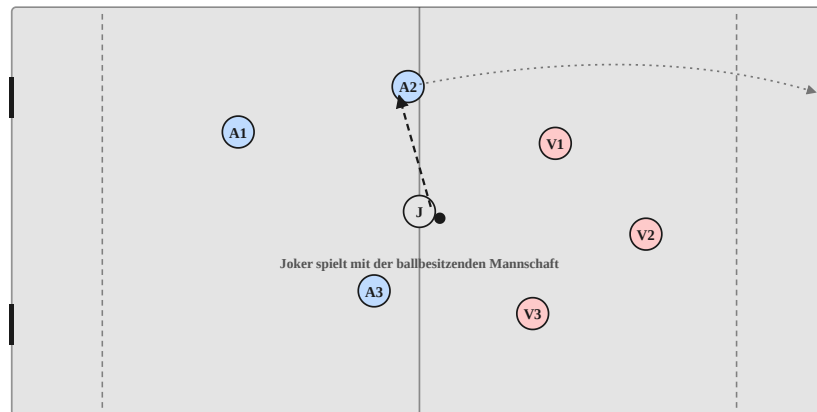 A2
A1
V1
J
V2
Joker spielt mit der ballbesitzenden Mannschaft
A3
V3